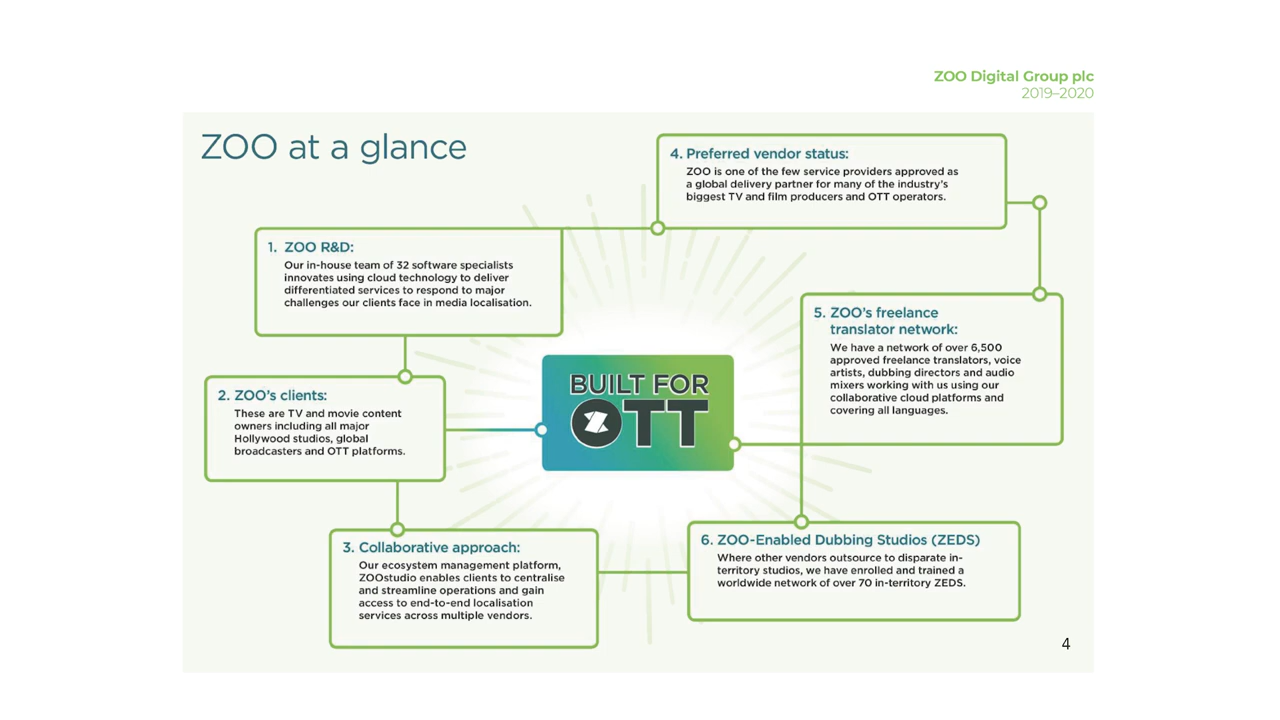 ZOO Digital Group plc
2019–2020
ZOO at a glance
1. ZOO R&D:
Our in-house team of 32 software specialists
innovates using cloud technology to deliver
differentiated services to respond to major
challenges our clients face in media localisation.
2. ZOO's clients:
These are TV and movie content
owners including all major
Hollywood studios, global
broadcasters and OTT platforms.
3. Collaborative approach:
Our ecosystem management platform,
ZOOstudio enables clients to centralise
and streamline operations and gain
access to end-to-end localisation
services across multiple vendors.
4. Preferred vendor status:
ZOO is one of the few service providers approved as
a global delivery partner for many of the industry's
biggest TV and film producers and OTT operators.
5. ZOO's freelance
translator network:
We have a network of over 6,500
approved freelance translators, voice
artists, dubbing directors and audio
mixers working with us using our
collaborative cloud platforms and
covering all languages.
6. ZOO-Enabled Dubbing Studios (ZEDS)
Where other vendors outsource to disparate in-
territory studios, we have enrolled and trained a
worldwide network of over 70 in-territory ZEDS.
BUILT FOR
OTT
4